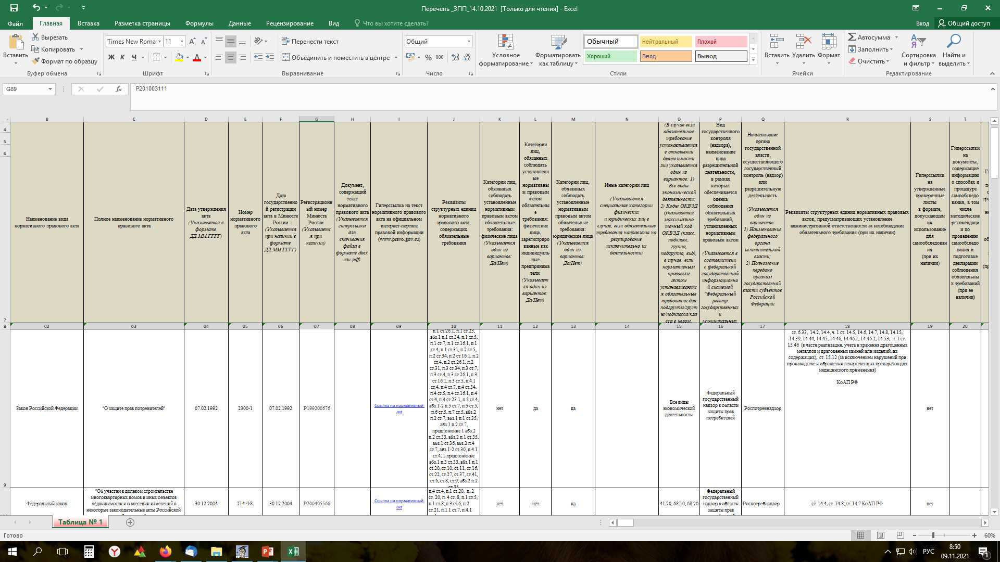 Перечень _ЗПП_14.10.2021 [Только для чтения] - Excel
Файл
Главная
Вставка
Разметка страницы
Формулы
Данные
Рецензирование
Вид
Что вы хотите сделать?
Вход
Общий доступ
Вставить
Вырезать
Копировать
Формат по образцу
Буфер обмена
Times New Roma
11
Ж К Ч
Шрифт
Перенести текст
Объединить и поместить в центре
Выравнивание
Общий
% 000
Число
Условное форматирование
Форматировать как таблицу
Обычный
Нейтральный
Плохой
Хороший
Ввод
Вывод
Стили
Вставить
Удалить
Формат
Ячейки
Автосумма
Заполнить
Очистить
Сортировка и фильтр
Найти и выделить
Редактирование
G89
fx
P201003111
B C D E F G H I J K L M N O P Q R S T
4
5
6
7
Наименование вида
нормативного правового акта
Полное наименование нормативного
правового акта
Дата утверждения
акта
(Указывается в
формате
ДД.ММ.ГГГГ)
Номер
нормативного
правового
акта
Дата
государственно
й регистрации
акта в Минюсте
России
(Указывается
при наличии в
формате
ДД.ММ.ГГГГ)
Регистрационн
ый номер
Минюста
России
(Указываетс
я при
наличии)
Документ,
содержащий
текст
нормативного
правового акта
(Указывается
гиперссылка
для
скачивания
файла в
формате docx
или pdf)
Гиперссылка на текст
нормативного правового
акта на официальном
интернет-портале
правовой информации
(www.pravo.gov.ru)
Реквизиты
структурных единиц
нормативного
правового акта,
содержащих
обязательные
требования
Категории лиц,
обязанных
соблюдать
установленные
нормативным
правовым актом
обязательные
требования:
физические лица
(Указывается
один из
вариантов:
Да/Нет)
Категории
лиц,
обязанных
соблюдать
установленн
ые
нормативны
м правовым
актом
обязательны
е
требования:
физические
лица,
зарегистриро
ванные как
индивидуаль
ные
предпринима
тели
(Указывает
ся один из
вариантов:
Да/Нет)
Категории лиц,
обязанных
соблюдать
установленные
нормативным
правовым актом
обязательные
требования:
юридические лица
(Указывается
один из
вариантов:
Да/Нет)
Иные категории лиц
(Указываются
специальные категории
физических
и юридических лиц в
случае, если обязательные
требования направлены на
регулирование
исключительно их
деятельности)
(В случае если
обязательное
требование
устанавливается
в отношении
деятельности
лиц указывается
один из
вариантов: 1)
Все виды
экономической
деятельности;
2) Коды ОКВЭД
(указывается
максимально
точный код
ОКВЭД (класс,
подкласс,
группа,
подгруппа, вид),
в случае, если
нормативным
правовым
актом
устанавливаютс
я обязательные
требования для
подгруппы/групп
ы/подкласса/кла
сса в целом,
Вид
государственного
контроля
(надзора),
наименование
вида
разрешительной
деятельности,
в рамках
которых
обеспечивается
оценка
соблюдения
обязательных
требований,
установленных
нормативным
правовым актом
(Указывается в
соответствии
с федеральной
государственной
информационно
й системой
"Федеральный
реестр
государственных
и
муниципальных
Наименование
органа
государственной
власти,
осуществляющего
государственный
контроль (надзор)
или
разрешительную
деятельность
(Указывается
один из
вариантов:
1) Наименование
федерального
органа
исполнительной
власти;
2) Полномочие
передано
органам
государственной
власти субъектов
Российской
Федерации
Реквизиты структурных единиц нормативных правовых
актов, предусматривающих установление
административной ответственности за несоблюдение
обязательного требования (при их наличии)
Гиперссылки
на
утвержденные
проверочные
листы
в формате,
допускающем
их
использование
для
самообследован
ия
(при их
наличии)
Гиперссылки
на
документы,
содержащие
информацию
о способах и
процедуре
самообследо
вания, в том
числе
методические
рекомендаци
и по
проведению
самообследо
вания и
подготовке
декларации
соблюдения
обязательны
х требований
(при ее
наличии)
8
02 03 04 05 06 07 08 09 10 11 12 13 14 15 16 17 18 19 20
9
Закон Российской Федерации
"О защите прав потребителей"
07.02.1992
2300-1
07.02.1992
Р199200676
Ссылка на нормативный
акт
п.1 ст.26.1, п.1 ст.23,
абз.1 п.1 ст.34, п.1 ст.5,
п.1 ст.7, п.1 ст.16.1, п.1
ст.4, п.1 ст.31, п.2 ст.5,
п.2 ст.34, п.2 ст.16.1, п.2
ст.4, п.2 ст.26.1, п.2
ст.31, п.3 ст.34, п.3 ст.7,
п.3 ст.4, п.3 ст.26.1, п.3
ст.16.1, п.3 ст.5, п.4.1
ст.4, п.4 ст.7, п.4 ст.34,
п.4 ст.5, п.4 ст.16.1, п.4
ст.4, п.4 ст.23.1, п.5 ст.4,
абз.1-2 п.5 ст.7, п.5 ст.5,
п.6 ст.5, п.7 ст.5, абз.2
п.2 ст.7, абз.1 п.1 ст.35,
абз.1 п.2 ст.7,
предложение 1 абз.2
п.2 ст.33, абз.2 п.1 ст.35,
абз.1 ст.36, абз.2 п.4
ст.7, абз.1-2 ст.30, п.4.1
ст.4, 1 предложение
абз.1 п.3 ст.33, абз.1 п.1
ст.20, ст.10, ст.11, ст.16,
ст.22, ст.27, ст.37, ст.41,
ст.6, ст.8, ст.9, абз.2 п.2
ст.35
нет
да
да
Все виды
экономической
деятельности
Федеральный
государственный
надзор в области
защиты прав
потребителей
Роспотребнадзор
ст. 6.33, 14.2, 14.4, ч. 1 ст. 14.5, 14.6, 14.7, 14.8, 14.15,
14.39, 14.44, 14.45, 14.46, 14.46.1, 14.46.2, 14.53, ч. 1 ст.
15.46 (в части реализации, учета и хранения драгоценных
металлов и драгоценных камней или изделий, их
содержащих), ст. 15.12 (за исключением нарушений при
производстве и обращении лекарственных препаратов для
медицинского применения)
КоАП РФ
нет
Федеральный закон
"Об участии в долевом строительстве
многоквартирных домов и иных объектов
недвижимости и о внесении изменений в
некоторые законодательные акты Российской
30.12.2004
214-ФЗ
30.12.2004
Р200405566
Ссылка на нормативный
акт
п.4 ст.4, п.1 ст.20, п. 2
ст. 20, п. 4 ст. 8, п.1 ст.5,
п.1 ст.8, п.3 ст.6, п.2
ст.21, п.1.1 ст.7, п.4.1
нет
нет
да
41.20, 68.10, 68.20
Федеральный
государственный
надзор в области
защиты прав
Роспотребнадзор
ст. 14.4, ст. 14.8, ст. 14.7 КоАП РФ
нет
Таблица № 1
Готово
60%
РУС
8:50
09.11.2021
1